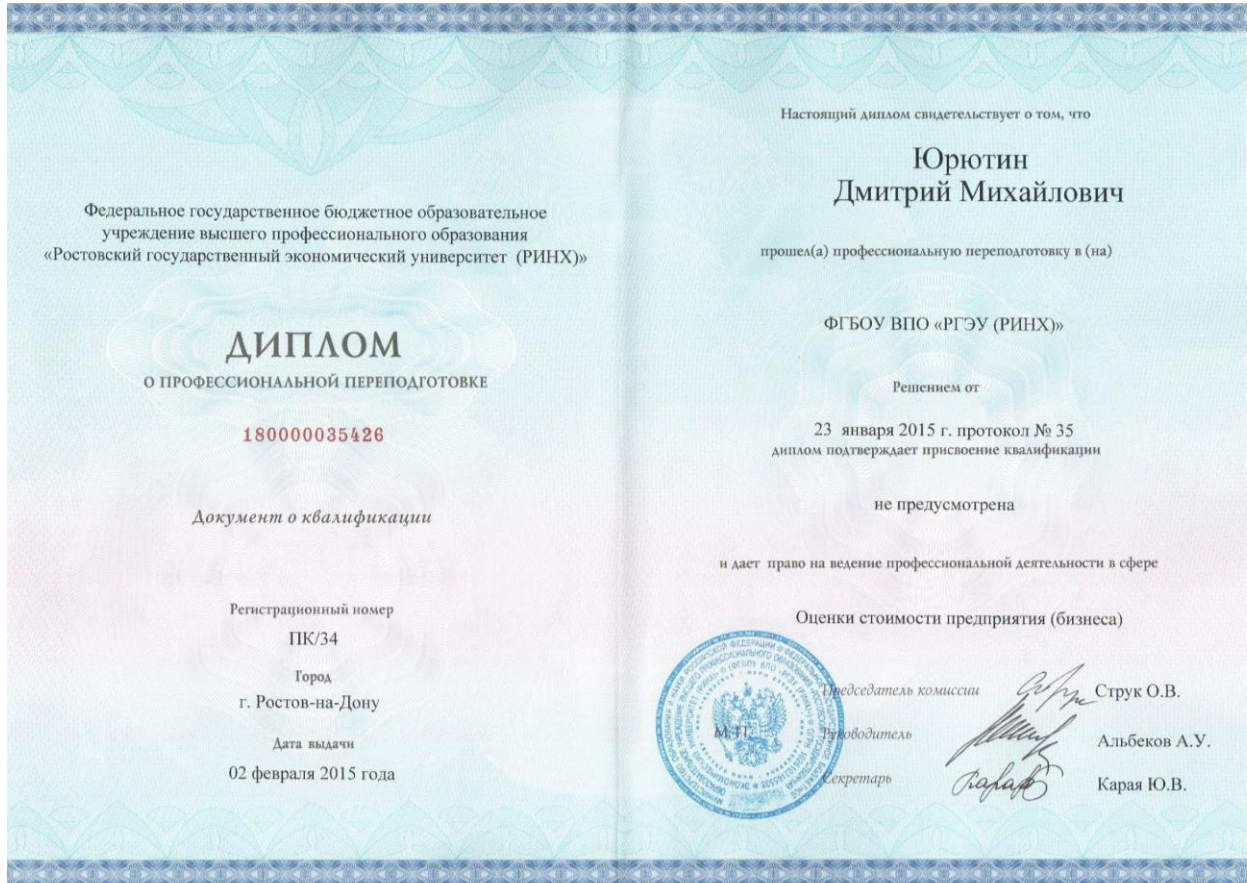 Федеральное государственное бюджетное образовательное
учреждение высшего профессионального образования
«Ростовский государственный экономический университет (РИНХ)»
ДИПЛОМ
О ПРОФЕССИОНАЛЬНОЙ ПЕРЕПОДГОТОВКЕ
180000035426
Документ о квалификации
Регистрационный номер
ПК/34
Город
г. Ростов-на-Дону
Дата выдачи
02 февраля 2015 года
Настоящий диплом свидетельствует о том, что
Юрютин
Дмитрий Михайлович
прошел(а) профессиональную переподготовку в (на)
ФГБОУ ВПО «РГЭУ (РИНХ)»
Решением от
23 января 2015 г. протокол № 35
диплом подтверждает присвоение квалификации
не предусмотрена
и дает право на ведение профессиональной деятельности в сфере
Оценки стоимости предприятия (бизнеса)
Председатель комиссии Струк О.В.
М.П. Руководитель Альбеков А.У.
Секретарь Карая Ю.В.